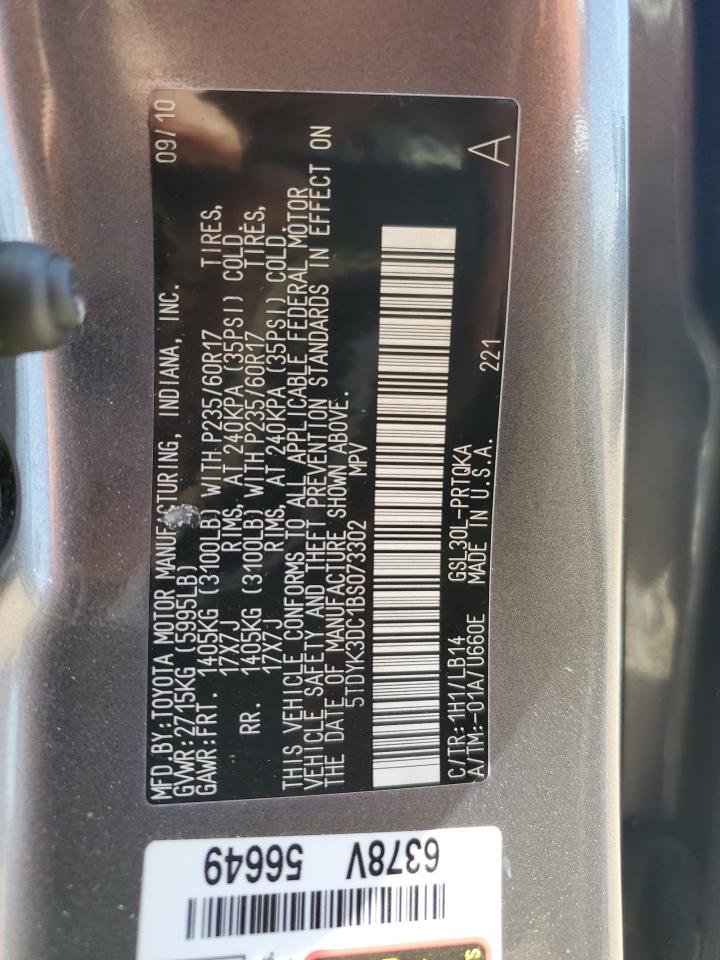 MFD.BY:TOYOTA MOTOR MANUFACTURING, INDIANA, INC. 09/10
GVWR:2715KG (5995LB)
GAWR:FRT. 1405KG (3100LB) WITH P235/60R17 TIRES,
17X7J RIMS, AT 240KPA (35PSI) COLD.
RR. 1405KG (3100LB) WITH P235/60R17 TIRES,
17X7J RIMS, AT 240KPA (35PSI) COLD.
THIS VEHICLE CONFORMS TO ALL APPLICABLE FEDERAL MOTOR
VEHICLE SAFETY AND THEFT PREVENTION STANDARDS IN EFFECT ON
THE DATE OF MANUFACTURE SHOWN ABOVE.
5TDYK3DC1BS073302 MPV
C/TR:1H1/LB14 GSL30L-PRTQKA
A/TM:-01A/U660E MADE IN U.S.A. 221 A
6378V 56649